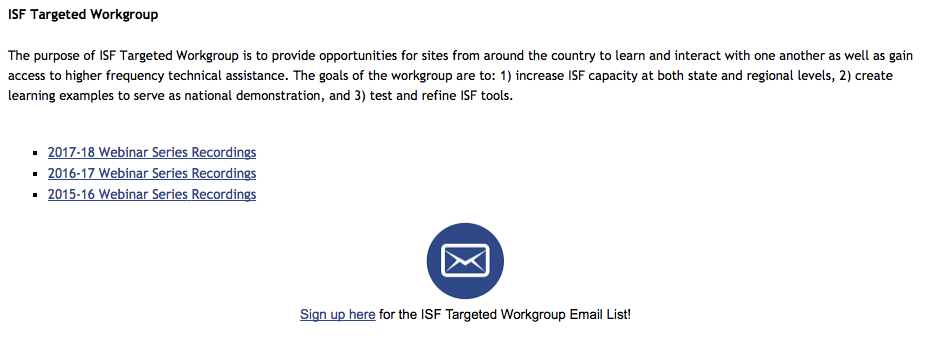 ISF Targeted Workgroup
The purpose of ISF Targeted Workgroup is to provide opportunities for sites from around the country to learn and interact with one another as well as gain
access to higher frequency technical assistance. The goals of the workgroup are to: 1) increase ISF capacity at both state and regional levels, 2) create
learning examples to serve as national demonstration, and 3) test and refine ISF tools.
2017-18 Webinar Series Recordings
2016-17 Webinar Series Recordings
2015-16 Webinar Series Recordings
Sign up here for the ISF Targeted Workgroup Email List!